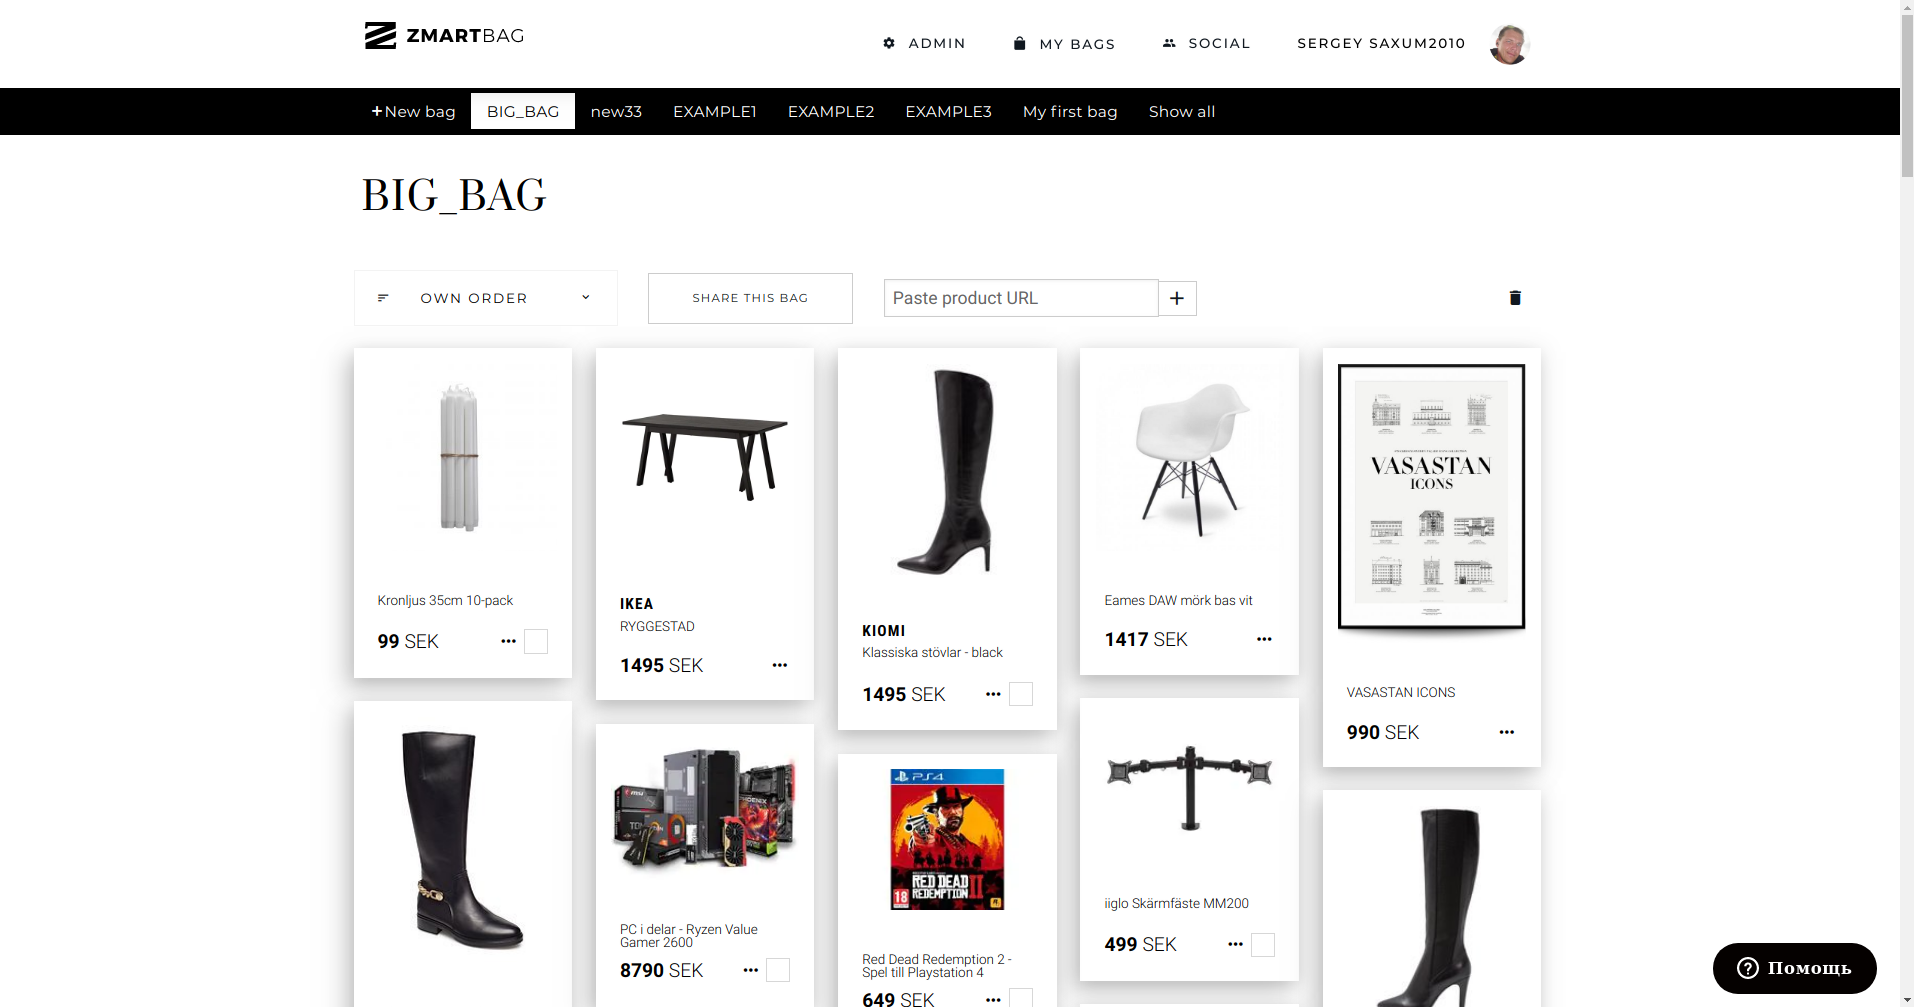 ZMARTBAG
ADMIN
MY BAGS
SOCIAL
SERGEY SAXUM2010
+New bag
BIG_BAG
new33
EXAMPLE1
EXAMPLE2
EXAMPLE3
My first bag
Show all
BIG_BAG
OWN ORDER
SHARE THIS BAG
Paste product URL
+
Kronljus 35cm 10-pack
99 SEK
IKEA
RYGGESTAD
1495 SEK
KIOMI
Klassiska stövlar - black
1495 SEK
Eames DAW mörk bas vit
1417 SEK
VASASTAN
ICONS
VASASTAN ICONS
990 SEK
msi
PC i delar - Ryzen Value
Gamer 2600
8790 SEK
PS4
RED DEAD
REDEMPTION II
18
Red Dead Redemption 2 -
Spel till Playstation 4
649 SEK
iiglo Skärmfäste MM200
499 SEK
Помощь